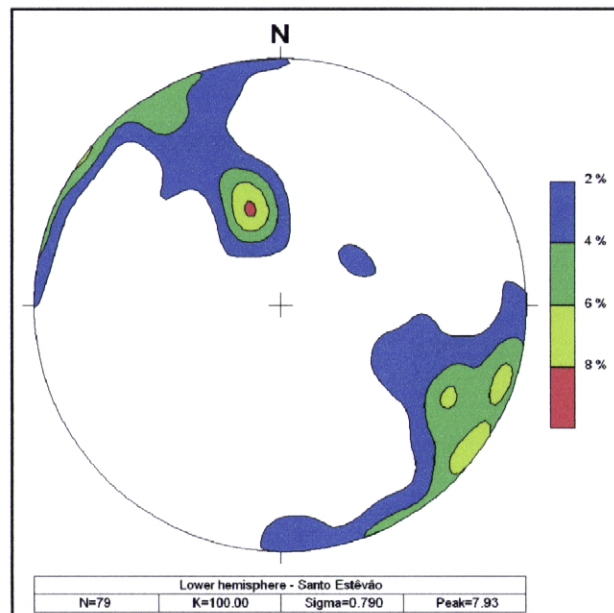 N
2 %
4 %
6 %
8 %
Lower hemisphere - Santo Estêvão
N=79 K=100.00 Sigma=0.790 Peak=7.93